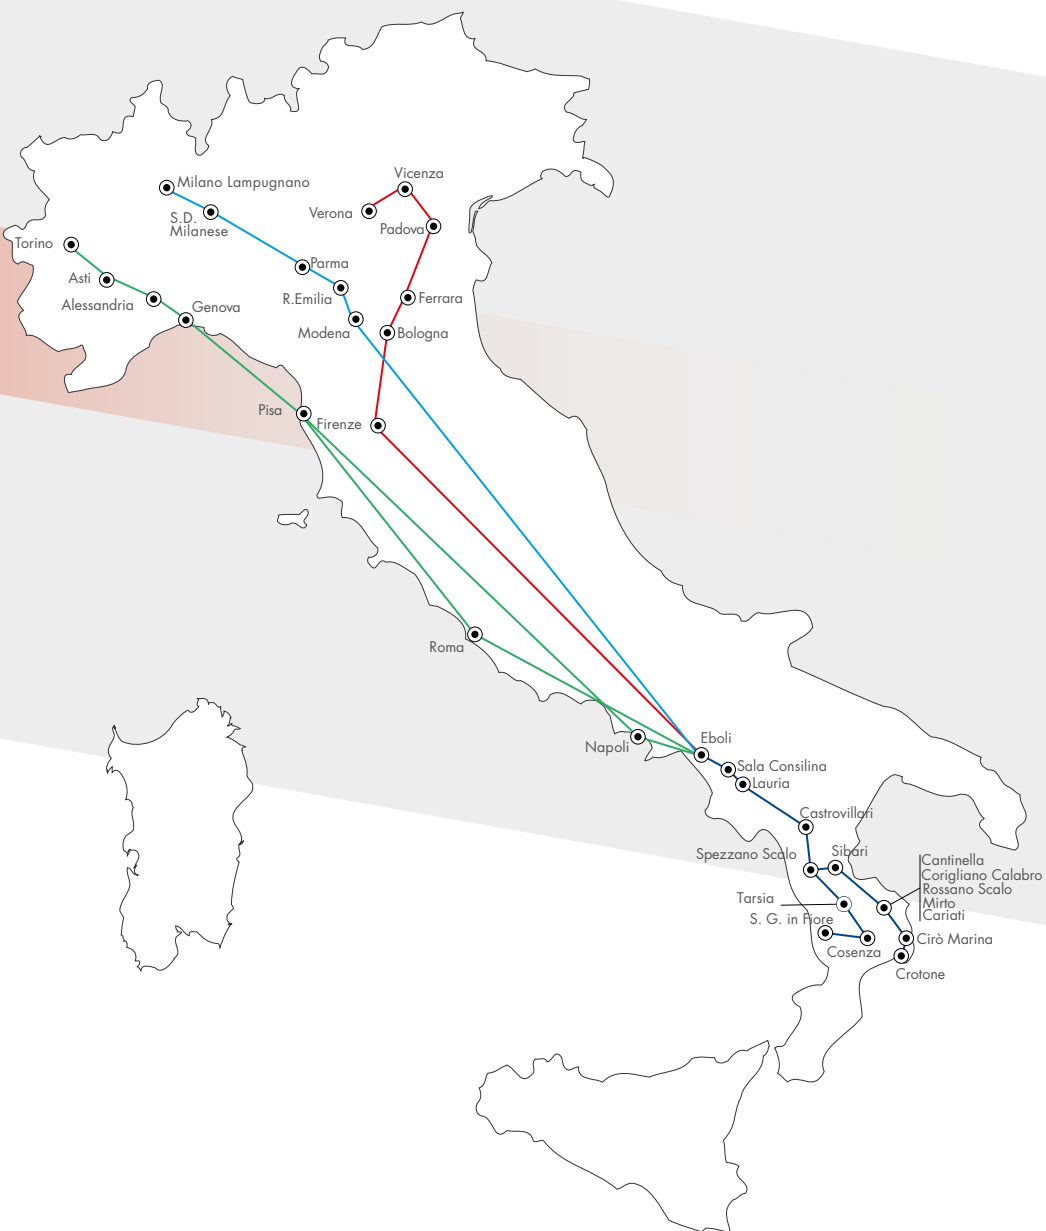 Vicenza
Milano Lampugnano
Verona
S.D.
Milanese
Padova
Torino
Parma
Asti
R.Emilia
Ferrara
Alessandria
Genova
Modena
Bologna
Pisa
Firenze
Roma
Eboli
Napoli
Sala Consilina
Lauria
Castrovillari
Spezzano Scalo
Sibari
Cantinella
Corigliano Calabro
Rossano Scalo
Mirto
Cariati
Tarsia
S. G. in Fiore
Cirò Marina
Cosenza
Crotone